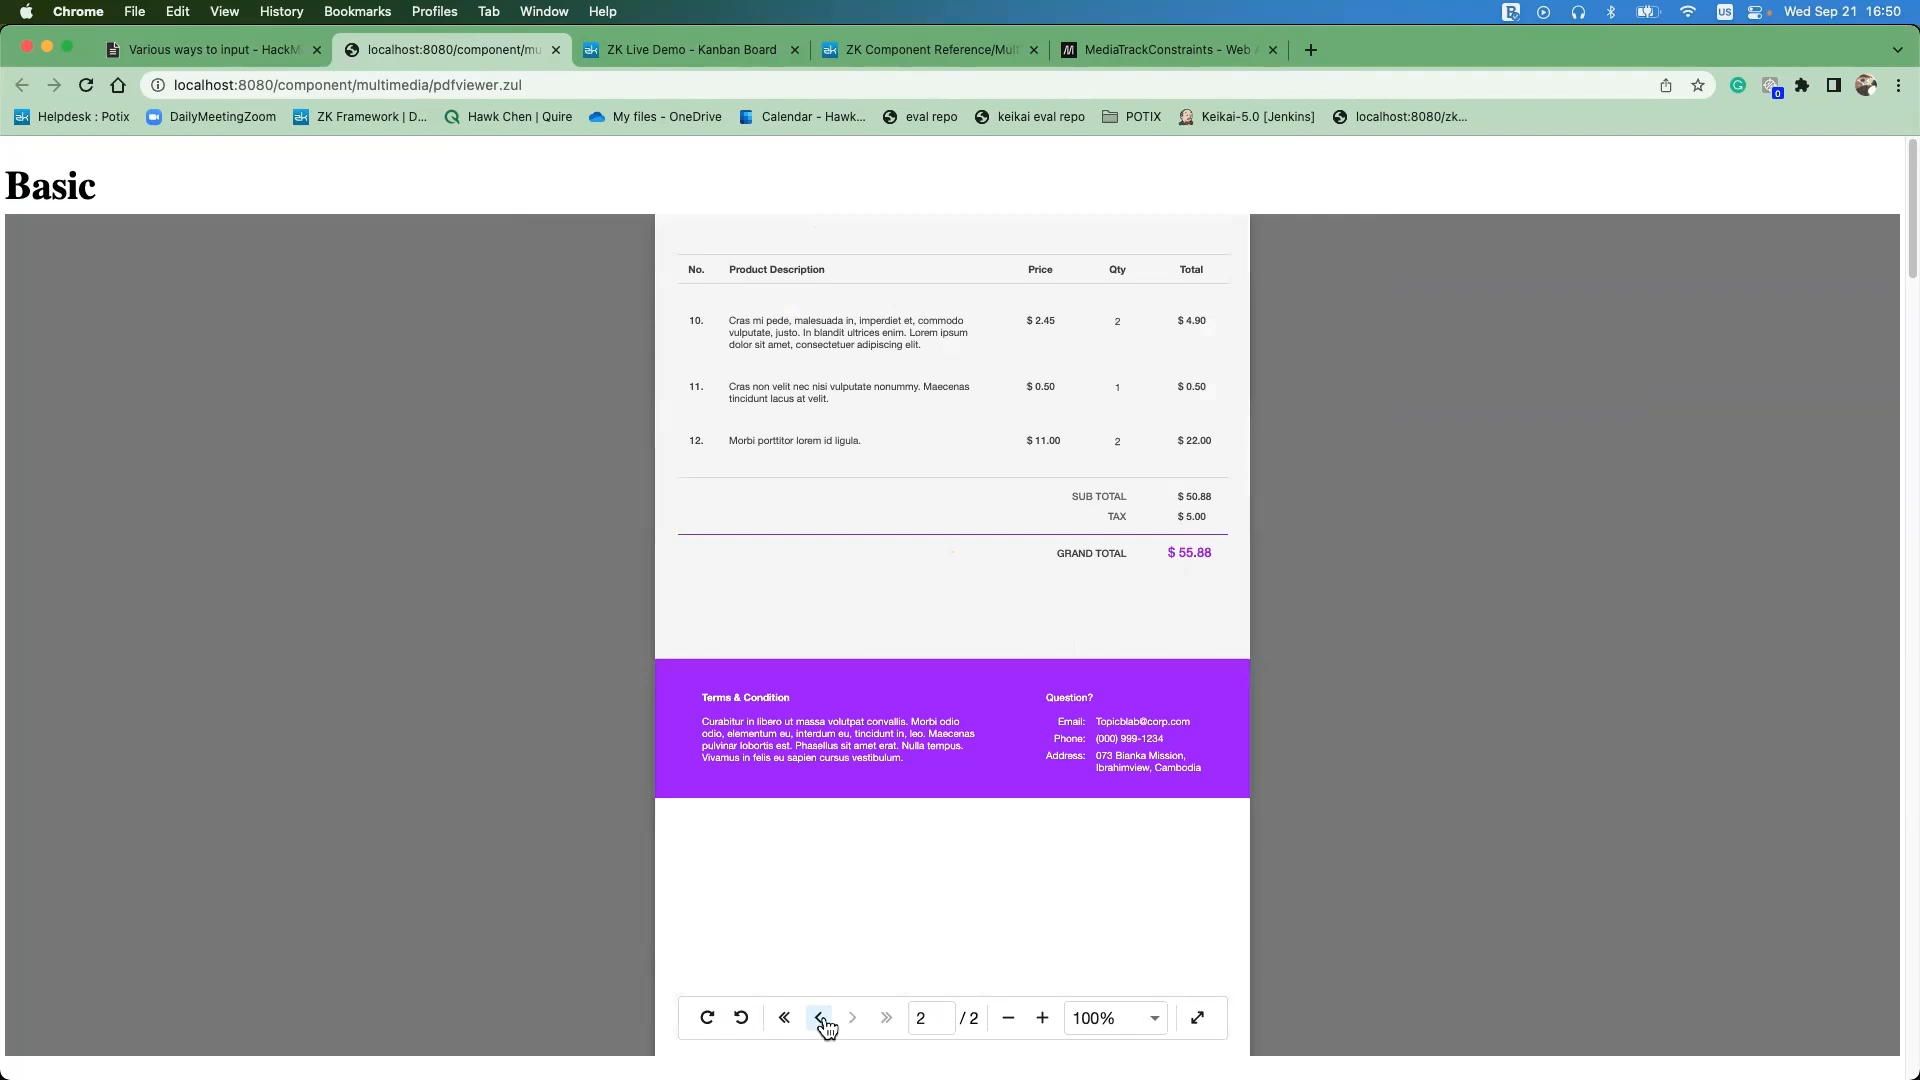 Chrome File Edit View History Bookmarks Profiles Tab Window Help US Wed Sep 21 16:50
Various ways to input - HackM localhost:8080/component/mu ZK Live Demo - Kanban Board ZK Component Reference/Mult MediaTrackConstraints - Web
localhost:8080/component/multimedia/pdfviewer.zul 0
Helpdesk : Potix DailyMeetingZoom ZK Framework | D... Hawk Chen | Quire My files - OneDrive Calendar - Hawk... eval repo keikai eval repo POTIX Keikai-5.0 [Jenkins] localhost:8080/zk...
Basic
No. Product Description Price Qty Total
10. Cras mi pede, malesuada in, imperdiet et, commodo $ 2.45 2 $ 4.90
vulputate, justo. In blandit ultrices enim. Lorem ipsum
dolor sit amet, consectetuer adipiscing elit.
11. Cras non velit nec nisi vulputate nonummy. Maecenas $ 0.50 1 $ 0.50
tincidunt lacus at velit.
12. Morbi porttitor lorem id ligula. $ 11.00 2 $ 22.00
SUB TOTAL $ 50.88
TAX $ 5.00
GRAND TOTAL $ 55.88
Terms & Condition
Curabitur in libero ut massa volutpat convallis. Morbi odio
odio, elementum eu, interdum eu, tincidunt in, leo. Maecenas
pulvinar lobortis est. Phasellus sit amet erat. Nulla tempus.
Vivamus in felis eu sapien cursus vestibulum.
Question?
Email: Topicblab@corp.com
Phone: (000) 999-1234
Address: 073 Bianka Mission,
Ibrahimview, Cambodia
2 / 2 100%